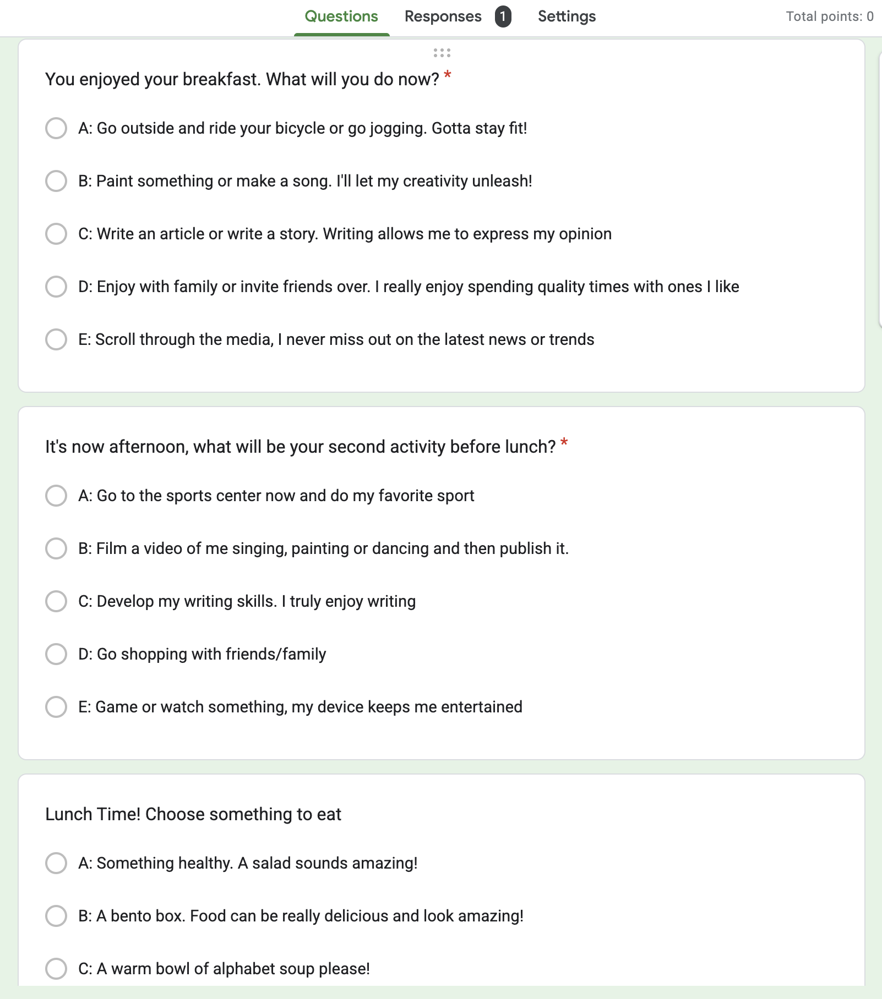 Questions Responses 1 Settings Total points: 0
You enjoyed your breakfast. What will you do now? *
A: Go outside and ride your bicycle or go jogging. Gotta stay fit!
B: Paint something or make a song. I'll let my creativity unleash!
C: Write an article or write a story. Writing allows me to express my opinion
D: Enjoy with family or invite friends over. I really enjoy spending quality times with ones I like
E: Scroll through the media, I never miss out on the latest news or trends
It's now afternoon, what will be your second activity before lunch? *
A: Go to the sports center now and do my favorite sport
B: Film a video of me singing, painting or dancing and then publish it.
C: Develop my writing skills. I truly enjoy writing
D: Go shopping with friends/family
E: Game or watch something, my device keeps me entertained
Lunch Time! Choose something to eat
A: Something healthy. A salad sounds amazing!
B: A bento box. Food can be really delicious and look amazing!
C: A warm bowl of alphabet soup please!